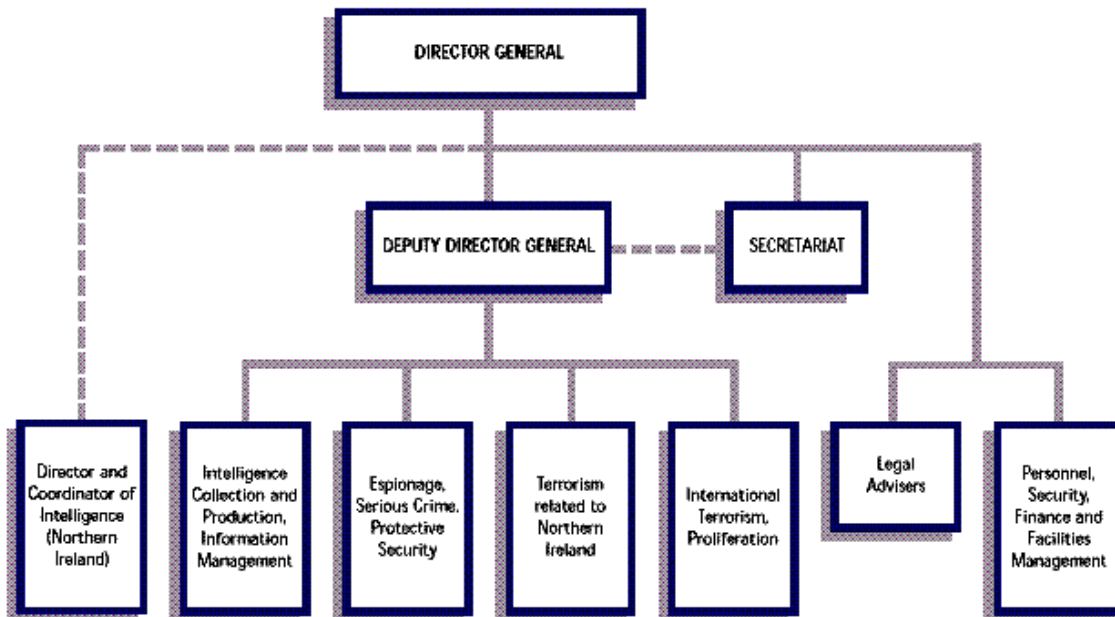 DIRECTOR GENERAL
DEPUTY DIRECTOR GENERAL
SECRETARIAT
Director and
Coordinator of
Intelligence
(Northern
Ireland)
Intelligence
Collection and
Production,
Information
Management
Espionage,
Serious Crime,
Protective
Security
Terrorism
related to
Northern
Ireland
International
Terrorism,
Proliferation
Legal
Advisers
Personnel,
Security,
Finance and
Facilities
Management